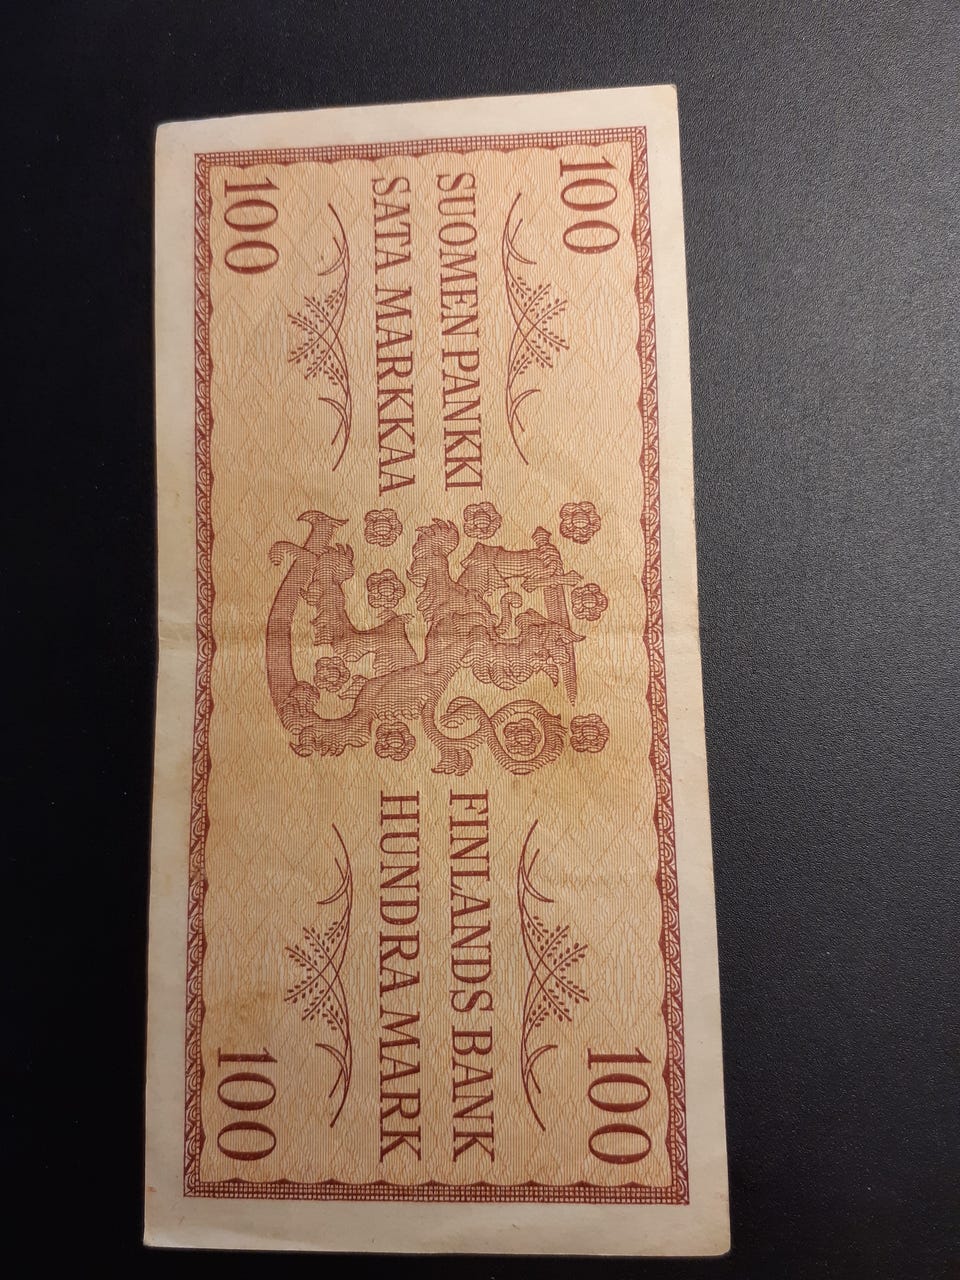 100
100
SUOMEN PANKKI
SATA MARKKAA
FINLANDS BANK
HUNDRA MARK
100
100